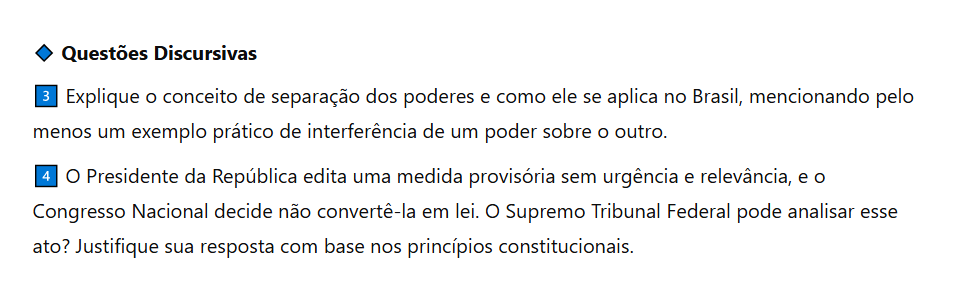 🔷 Questões Discursivas
3 Explique o conceito de separação dos poderes e como ele se aplica no Brasil, mencionando pelo
menos um exemplo prático de interferência de um poder sobre o outro.
4 O Presidente da República edita uma medida provisória sem urgência e relevância, e o
Congresso Nacional decide não convertê-la em lei. O Supremo Tribunal Federal pode analisar esse
ato? Justifique sua resposta com base nos princípios constitucionais.